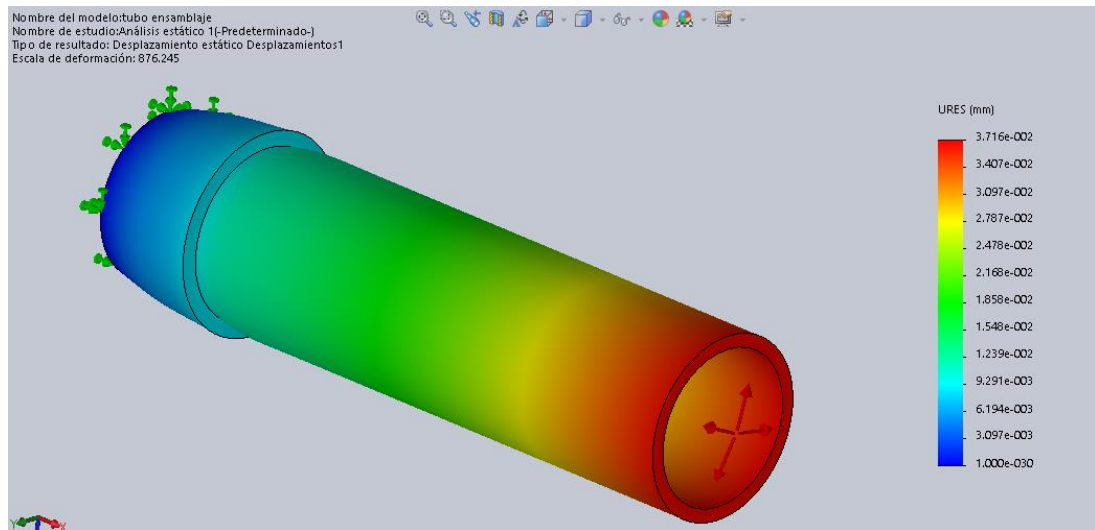 Nombre del modelo:tubo ensamblaje
Nombre de estudio:Análisis estático 1(-Predeterminado-)
Tipo de resultado: Desplazamiento estático Desplazamientos1
Escala de deformación: 876.245
URES (mm)
3.716e-002
3.407e-002
3.097e-002
2.787e-002
2.478e-002
2.168e-002
1.858e-002
1.548e-002
1.239e-002
9.291e-003
6.194e-003
3.097e-003
1.000e-030
Y
X